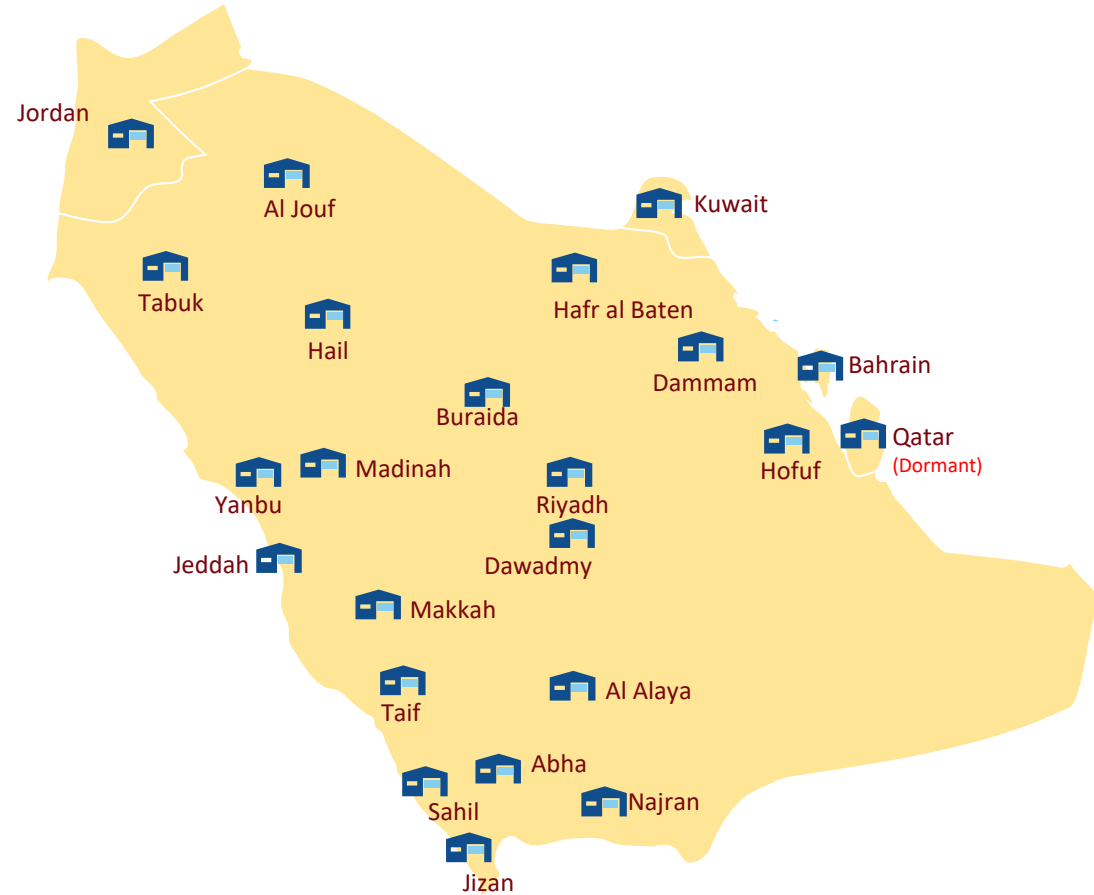 Jordan
Al Jouf
Kuwait
Tabuk
Hafr al Baten
Hail
Dammam
Bahrain
Buraida
Qatar
(Dormant)
Hofuf
Madinah
Yanbu
Riyadh
Jeddah
Dawadmy
Makkah
Al Alaya
Taif
Abha
Sahil
Najran
Jizan